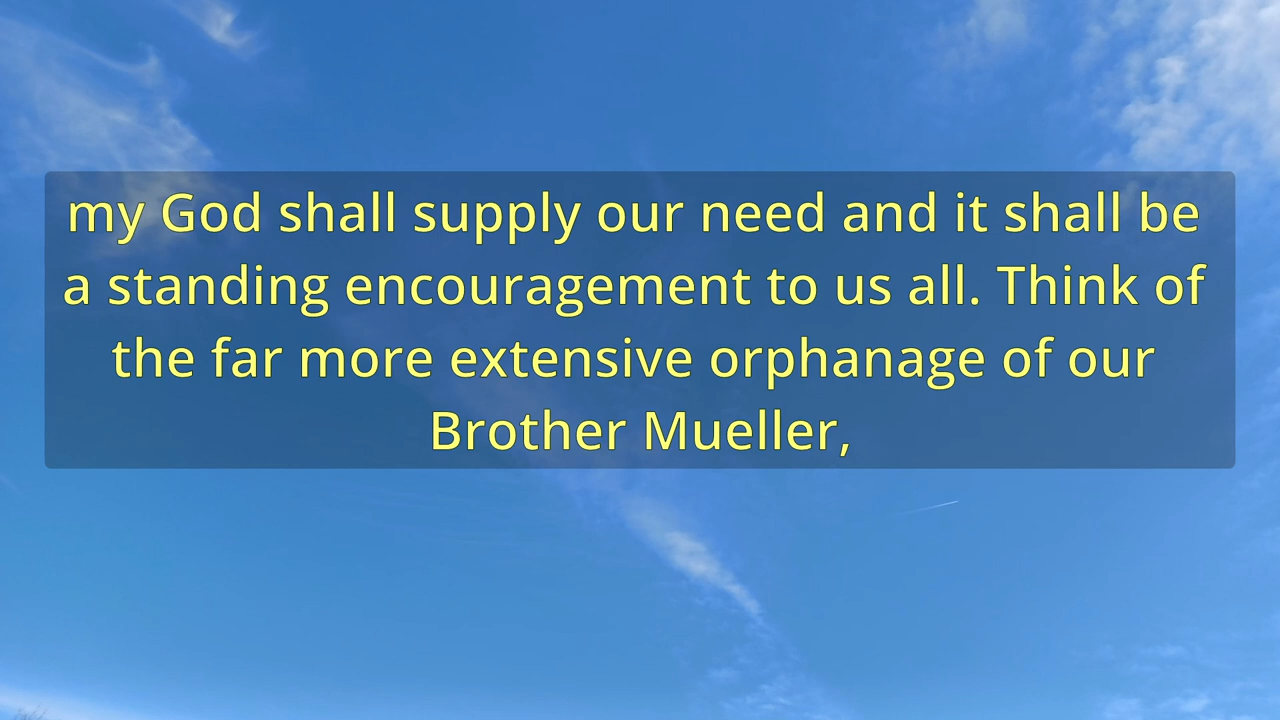 my God shall supply our need and it shall be
a standing encouragement to us all. Think of
the far more extensive orphanage of our
Brother Mueller,